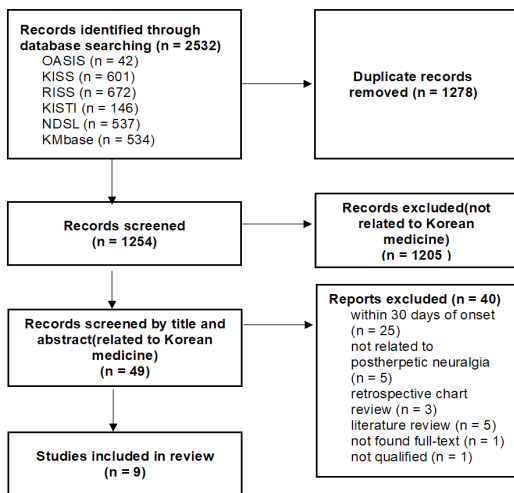 Records identified through
database searching (n = 2532)
OASIS (n = 42)
KISS (n = 601)
RISS (n = 672)
KISTI (n = 146)
NDSL (n = 537)
KMbase (n = 534)
Duplicate records
removed (n = 1278)
Records screened
(n = 1254)
Records excluded(not
related to Korean
medicine)
(n = 1205 )
Records screened by title and
abstract(related to Korean
medicine)
(n = 49)
Reports excluded (n = 40)
within 30 days of onset
(n = 25)
not related to
postherpetic neuralgia
(n = 5)
retrospective chart
review (n = 3)
literature review (n = 5)
not found full-text (n = 1)
not qualified (n = 1)
Studies included in review
(n = 9)